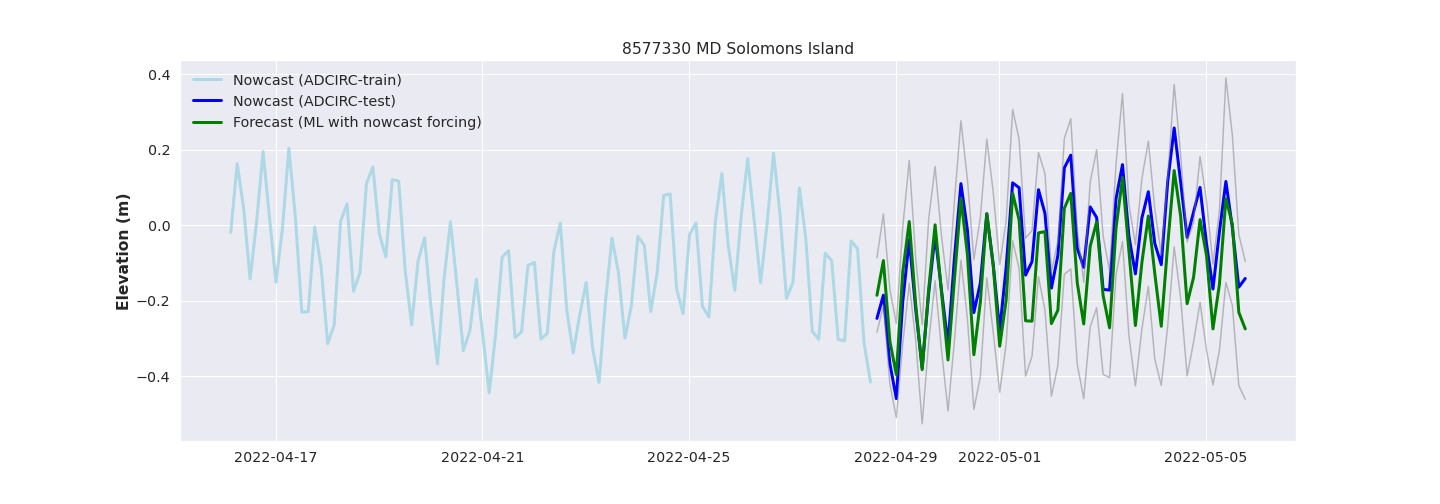 8577330 MD Solomons Island
Nowcast (ADCIRC-train)
Nowcast (ADCIRC-test)
Forecast (ML with nowcast forcing)
Elevation (m)
0.4
0.2
0.0
−0.2
−0.4
2022-04-17 2022-04-21 2022-04-25 2022-04-29 2022-05-01 2022-05-05